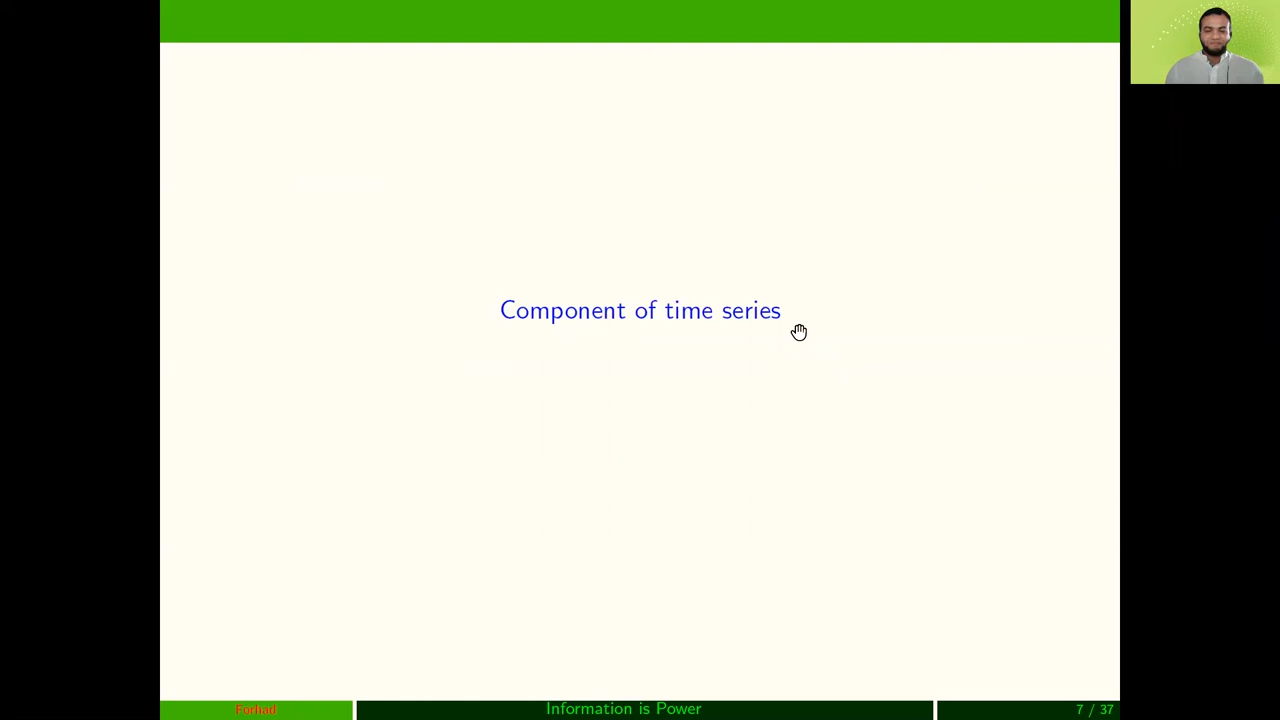 Component of time series
Forhad
Information is Power
7 / 37